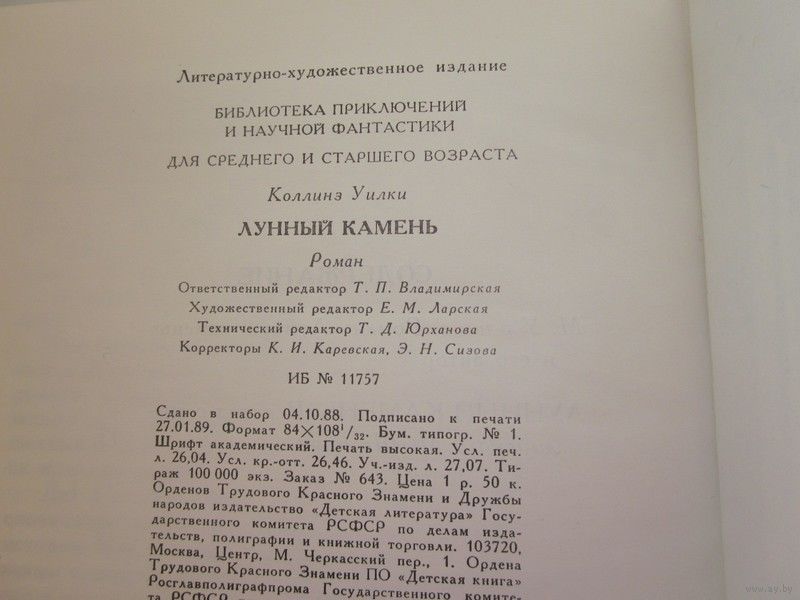 Литературно-художественное издание
БИБЛИОТЕКА ПРИКЛЮЧЕНИЙ
И НАУЧНОЙ ФАНТАСТИКИ
ДЛЯ СРЕДНЕГО И СТАРШЕГО ВОЗРАСТА
Коллинз Уилки
ЛУННЫЙ КАМЕНЬ
Роман
Ответственный редактор Т. П. Владимирская
Художественный редактор Е. М. Ларская
Технический редактор Т. Д. Юрханова
Корректоры К. И. Каревская, Э. Н. Сизова
ИБ № 11757
Сдано в набор 04.10.88. Подписано к печати
27.01.89. Формат 84×108¹/₃₂. Бум. типогр. № 1.
Шрифт академический. Печать высокая. Усл. печ.
л. 26,04. Усл. кр.-отт. 26,46. Уч.-изд. л. 27,07. Ти-
раж 100 000 экз. Заказ № 643. Цена 1 р. 50 к.
Орденов Трудового Красного Знамени и Дружбы
народов издательство «Детская литература» Госу-
дарственного комитета РСФСР по делам изда-
тельств, полиграфии и книжной торговли. 103720,
Москва, Центр, М. Черкасский пер., 1. Ордена
Трудового Красного Знамени ПО «Детская книга»
Росглавполиграфпрома Государственного комите-
та РСФСР
www.ay.by